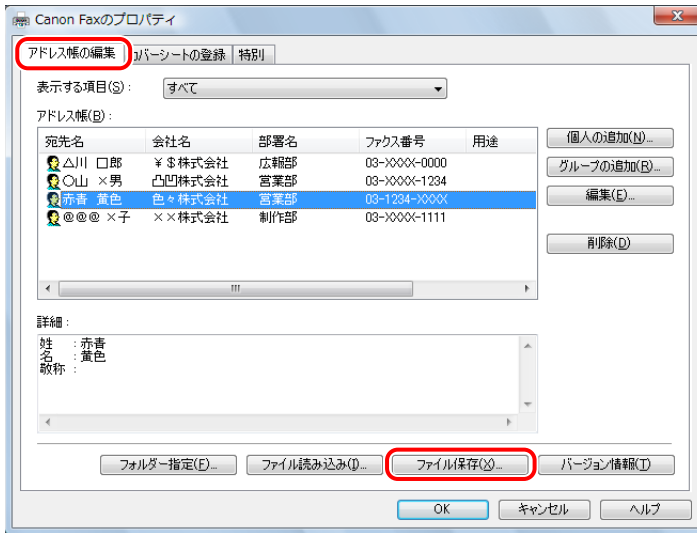 Canon Faxのプロパティ
アドレス帳の編集 カバーシートの登録 特別
表示する項目(S): すべて
アドレス帳(B):
宛先名 会社名 部署名 ファクス番号 用途
△川 口郎 ¥$株式会社 広報部 03-XXXX-0000
○山 ×男 凸凹株式会社 営業部 03-XXXX-1234
赤青 黄色 色々株式会社 営業部 03-1234-XXXX
@@@ ×子 ××株式会社 制作部 03-XXXX-1111
個人の追加(N)...
グループの追加(R)...
編集(E)...
削除(D)
詳細:
姓 :赤青
名 :黄色
敬称 :
フォルダー指定(F)... ファイル読み込み(I)... ファイル保存(X)... バージョン情報(T)
OK キャンセル ヘルプ